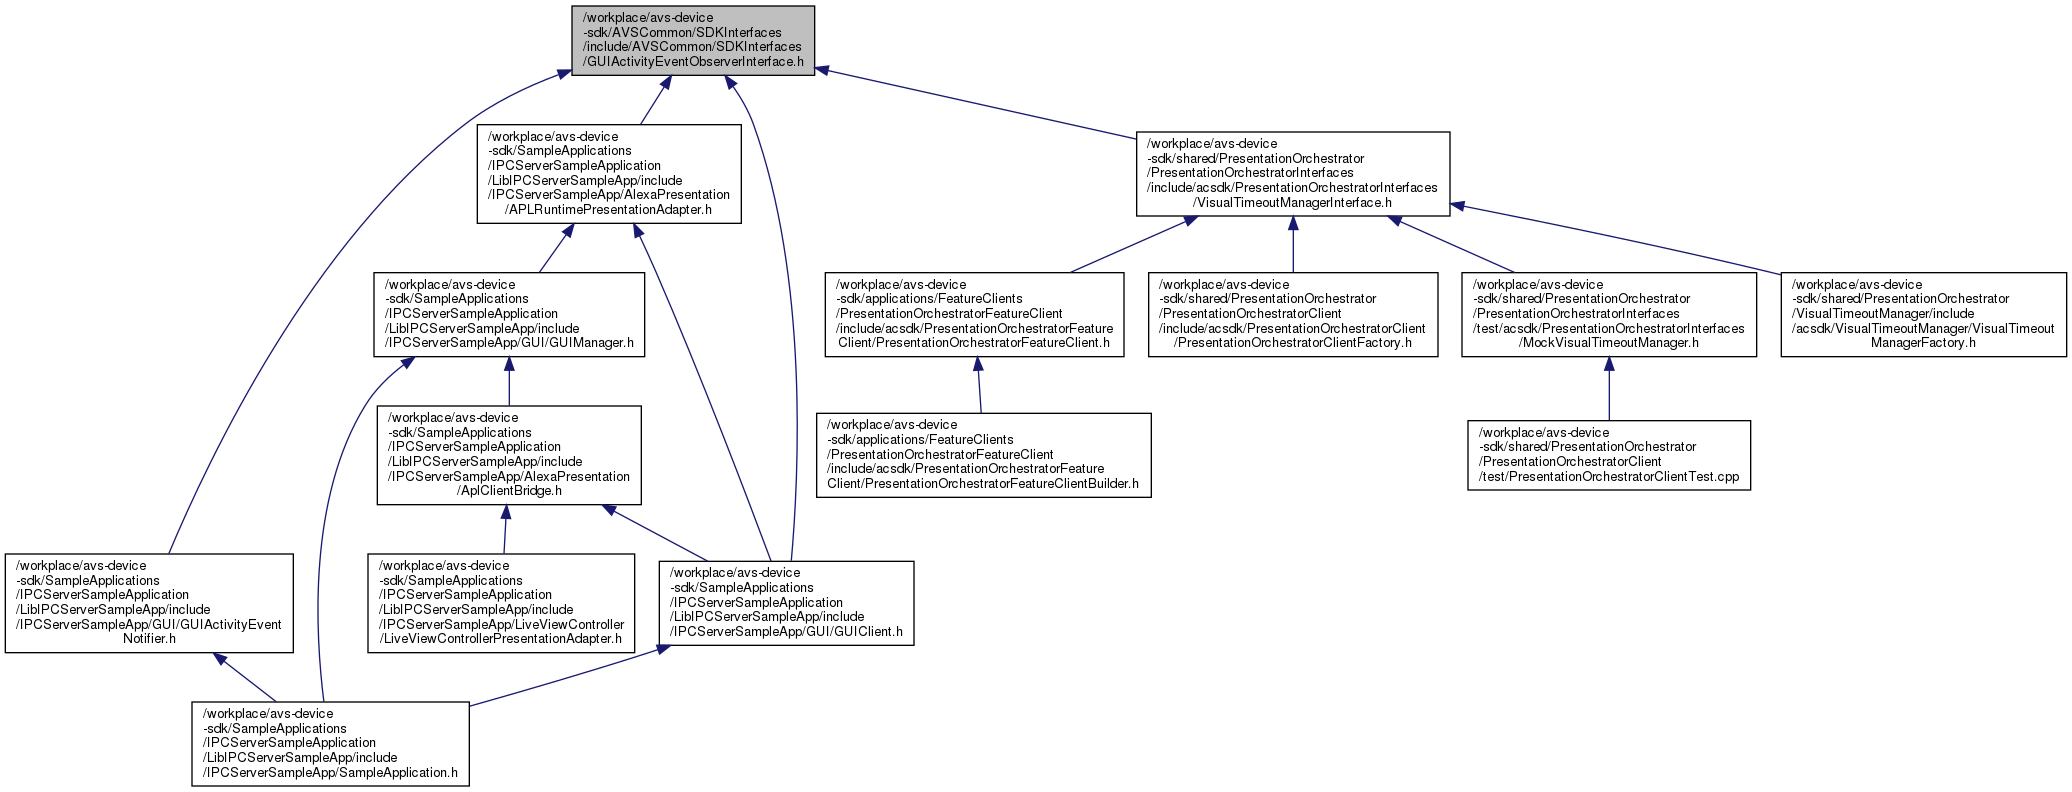 /workplace/avs-device
-sdk/AVSCommon/SDKInterfaces
/include/AVSCommon/SDKInterfaces
/GUIActivityEventObserverInterface.h
/workplace/avs-device
-sdk/SampleApplications
/IPCServerSampleApplication
/LibIPCServerSampleApp/include
/IPCServerSampleApp/AlexaPresentation
/APLRuntimePresentationAdapter.h
/workplace/avs-device
-sdk/shared/PresentationOrchestrator
/PresentationOrchestratorInterfaces
/include/acsdk/PresentationOrchestratorInterfaces
/VisualTimeoutManagerInterface.h
/workplace/avs-device
-sdk/SampleApplications
/IPCServerSampleApplication
/LibIPCServerSampleApp/include
/IPCServerSampleApp/GUI/GUIManager.h
/workplace/avs-device
-sdk/applications/FeatureClients
/PresentationOrchestratorFeatureClient
/include/acsdk/PresentationOrchestratorFeature
Client/PresentationOrchestratorFeatureClient.h
/workplace/avs-device
-sdk/shared/PresentationOrchestrator
/PresentationOrchestratorClient
/include/acsdk/PresentationOrchestratorClient
/PresentationOrchestratorClientFactory.h
/workplace/avs-device
-sdk/shared/PresentationOrchestrator
/PresentationOrchestratorInterfaces
/test/acsdk/PresentationOrchestratorInterfaces
/MockVisualTimeoutManager.h
/workplace/avs-device
-sdk/shared/PresentationOrchestrator
/VisualTimeoutManager/include
/acsdk/VisualTimeoutManager/VisualTimeout
ManagerFactory.h
/workplace/avs-device
-sdk/SampleApplications
/IPCServerSampleApplication
/LibIPCServerSampleApp/include
/IPCServerSampleApp/AlexaPresentation
/AplClientBridge.h
/workplace/avs-device
-sdk/applications/FeatureClients
/PresentationOrchestratorFeatureClient
/include/acsdk/PresentationOrchestratorFeature
Client/PresentationOrchestratorFeatureClientBuilder.h
/workplace/avs-device
-sdk/shared/PresentationOrchestrator
/PresentationOrchestratorClient
/test/PresentationOrchestratorClientTest.cpp
/workplace/avs-device
-sdk/SampleApplications
/IPCServerSampleApplication
/LibIPCServerSampleApp/include
/IPCServerSampleApp/GUI/GUIActivityEvent
Notifier.h
/workplace/avs-device
-sdk/SampleApplications
/IPCServerSampleApplication
/LibIPCServerSampleApp/include
/IPCServerSampleApp/LiveViewController
/LiveViewControllerPresentationAdapter.h
/workplace/avs-device
-sdk/SampleApplications
/IPCServerSampleApplication
/LibIPCServerSampleApp/include
/IPCServerSampleApp/GUI/GUIClient.h
/workplace/avs-device
-sdk/SampleApplications
/IPCServerSampleApplication
/LibIPCServerSampleApp/include
/IPCServerSampleApp/SampleApplication.h